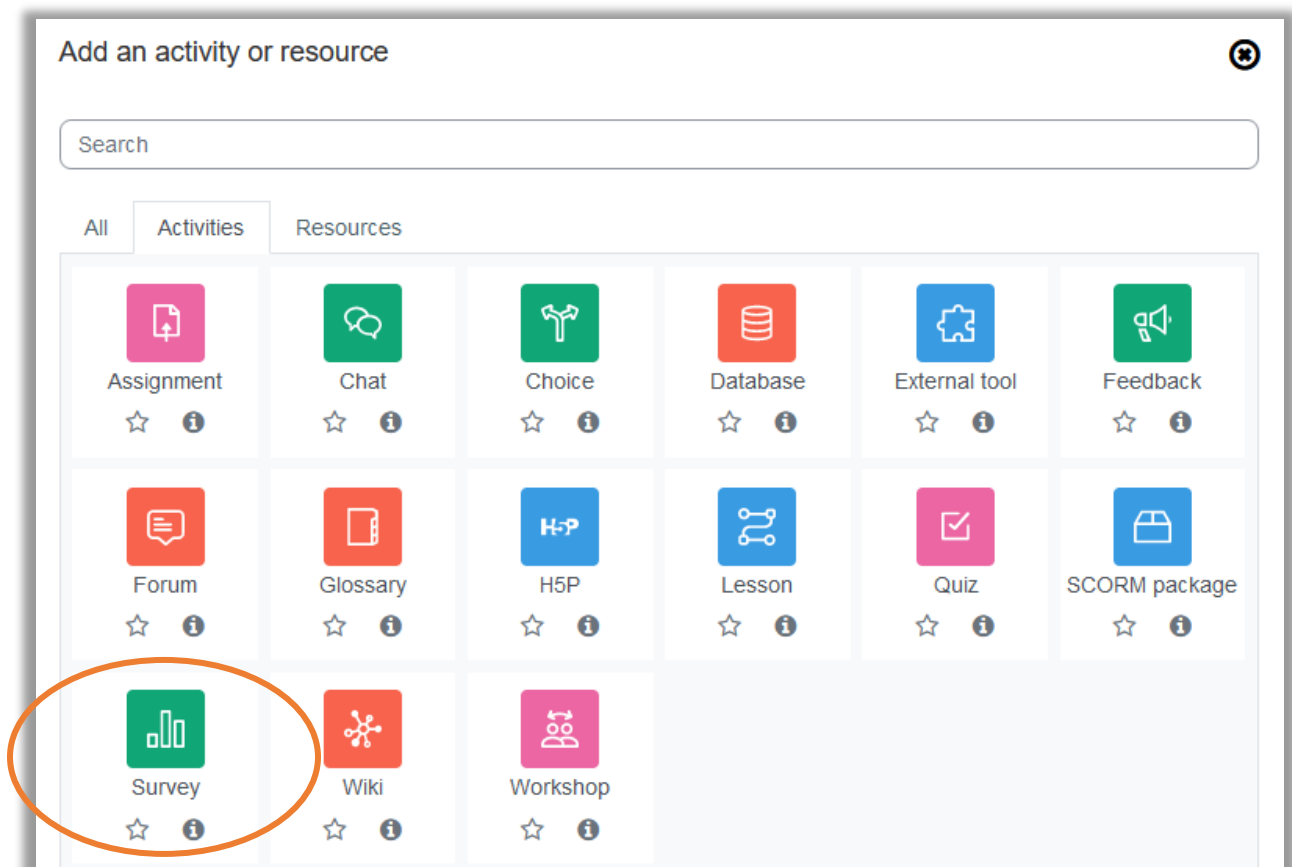 Add an activity or resource
Search
All Activities Resources
Assignment Chat Choice Database External tool Feedback
Forum Glossary H5P H5P Lesson Quiz SCORM package
Survey Wiki Workshop